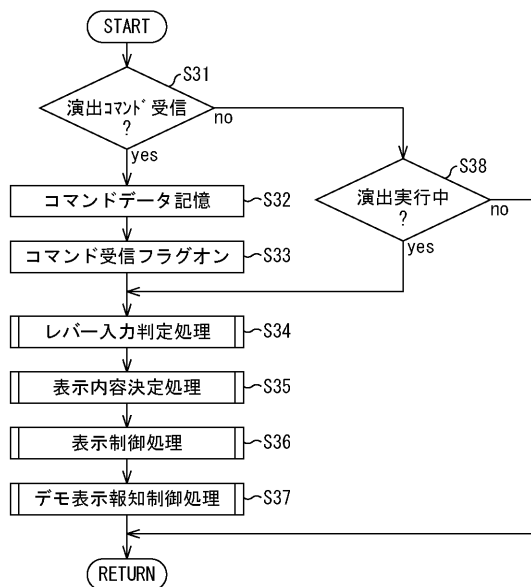 START
S31
演出ｺﾏﾝﾄﾞ受信
?
no
yes
S38
演出実行中
?
no
yes
コマンドデータ記憶
S32
コマンド受信フラグオン
S33
レバー入力判定処理
S34
表示内容決定処理
S35
表示制御処理
S36
デモ表示報知制御処理
S37
RETURN